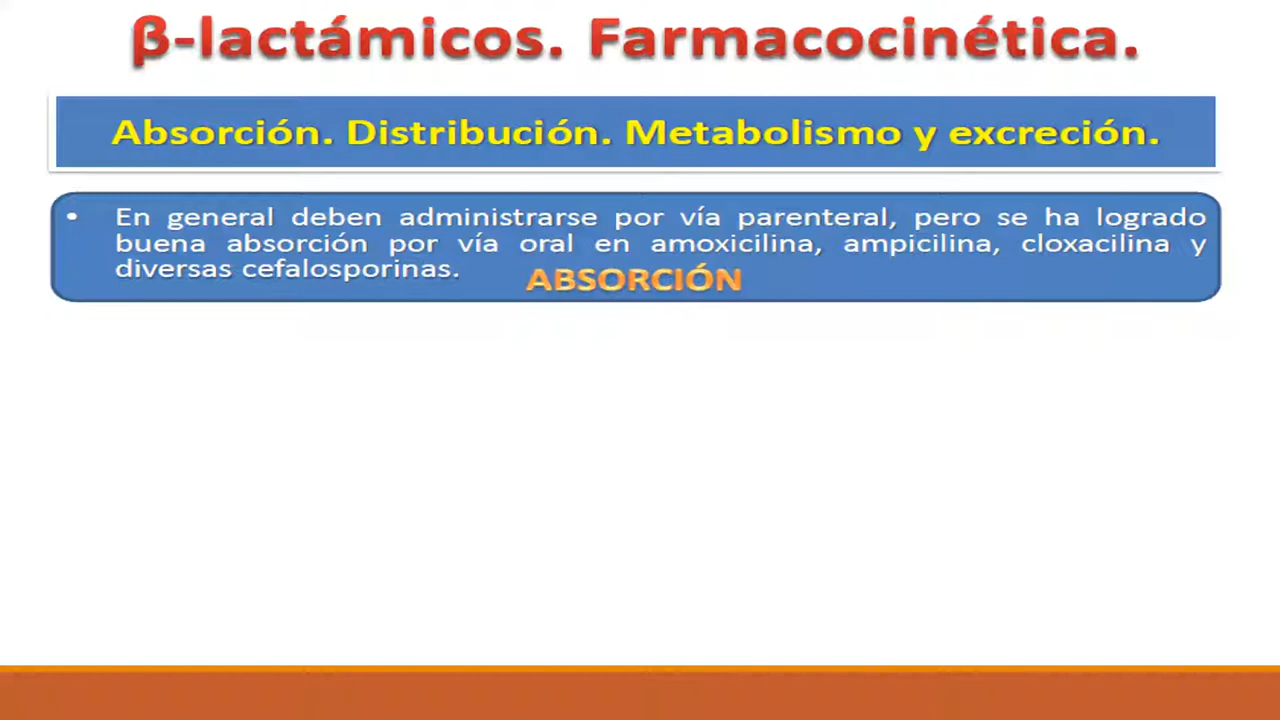 β-lactámicos. Farmacocinética.
Absorción. Distribución. Metabolismo y excreción.
• En general deben administrarse por vía parenteral, pero se ha logrado
buena absorción por vía oral en amoxicilina, ampicilina, cloxacilina y
diversas cefalosporinas.
ABSORCIÓN